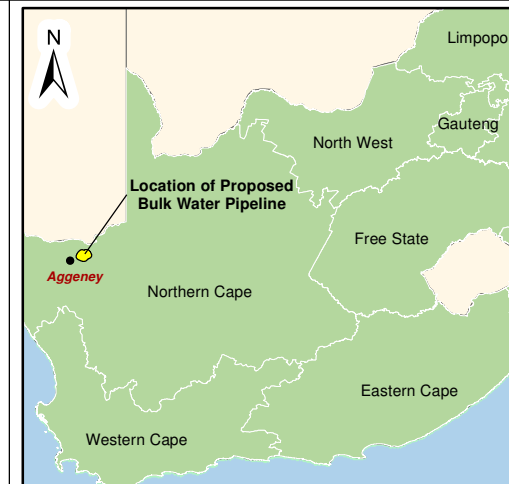 N
Limpopo
Gauteng
North West
Location of Proposed
Bulk Water Pipeline
Free State
Aggeney
Northern Cape
Eastern Cape
Western Cape